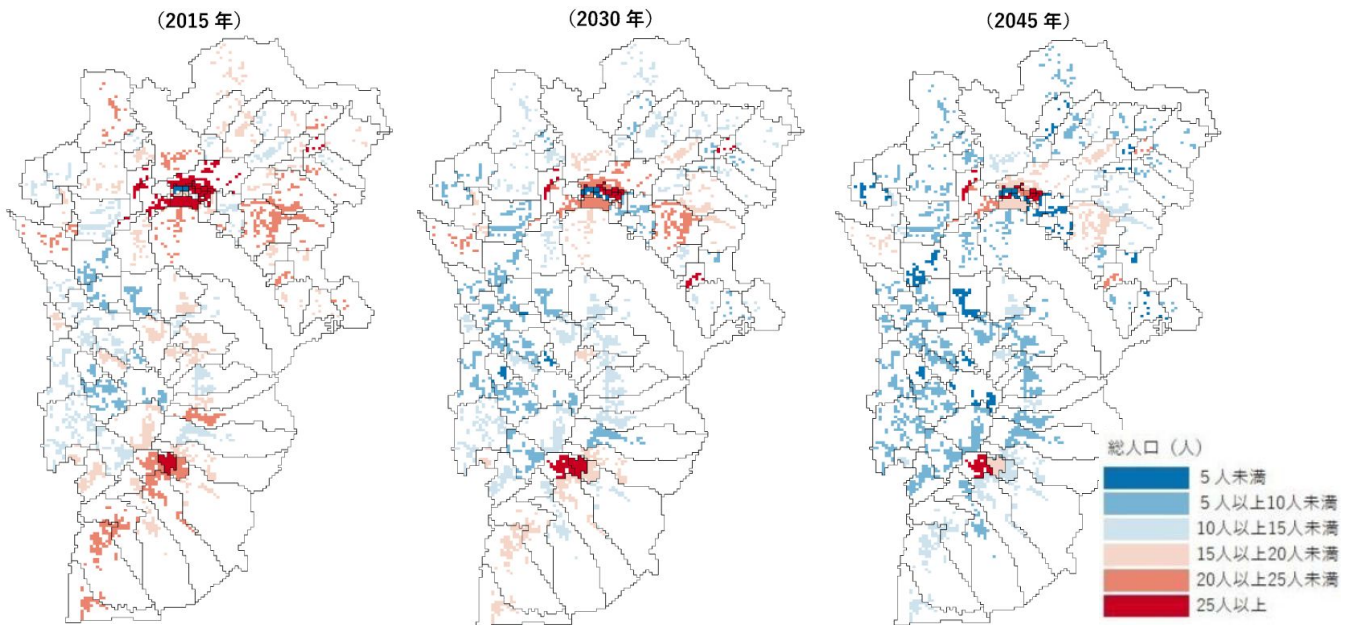 （2015 年）
（2030 年）
（2045 年）
総人口（人）
5人未満
5人以上10人未満
10人以上15人未満
15人以上20人未満
20人以上25人未満
25人以上